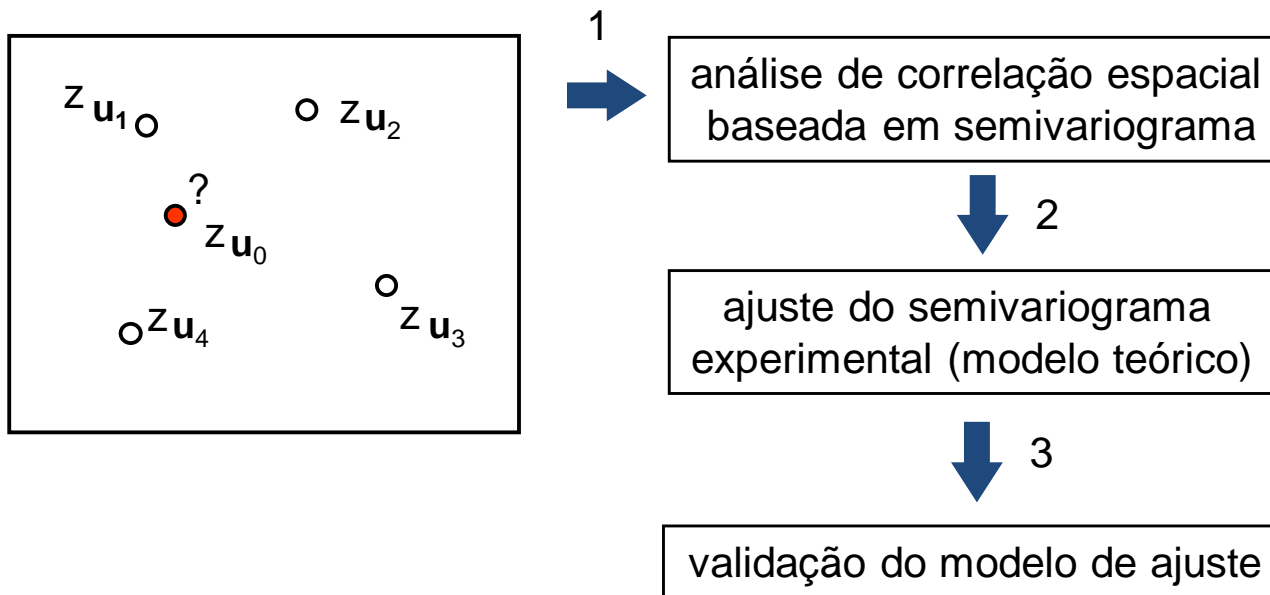 z u₁
z u₂
?
z u₀
z u₃
z u₄
1
análise de correlação espacial
baseada em semivariograma
2
ajuste do semivariograma
experimental (modelo teórico)
3
validação do modelo de ajuste